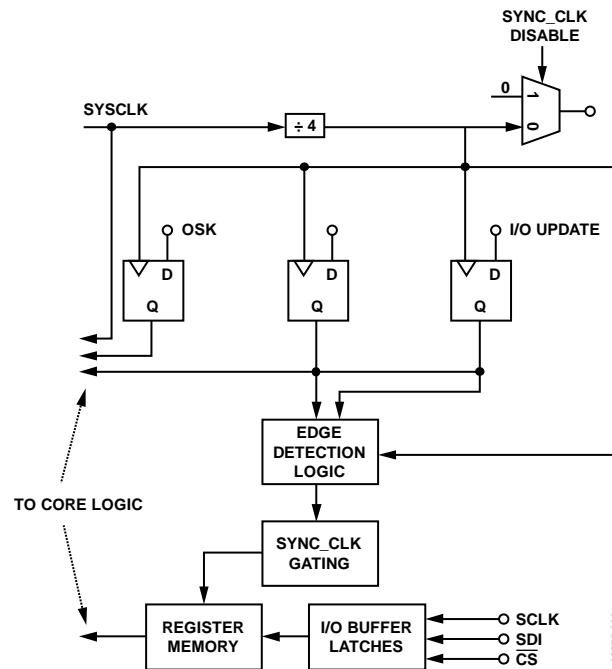 SYNC_CLK
DISABLE
0
1
SYSCLK
÷ 4
0
OSK
I/O UPDATE
D
D
D
Q
Q
Q
EDGE
DETECTION
LOGIC
TO CORE LOGIC
SYNC_CLK
GATING
REGISTER
MEMORY
I/O BUFFER
LATCHES
SCLK
SDI
CS